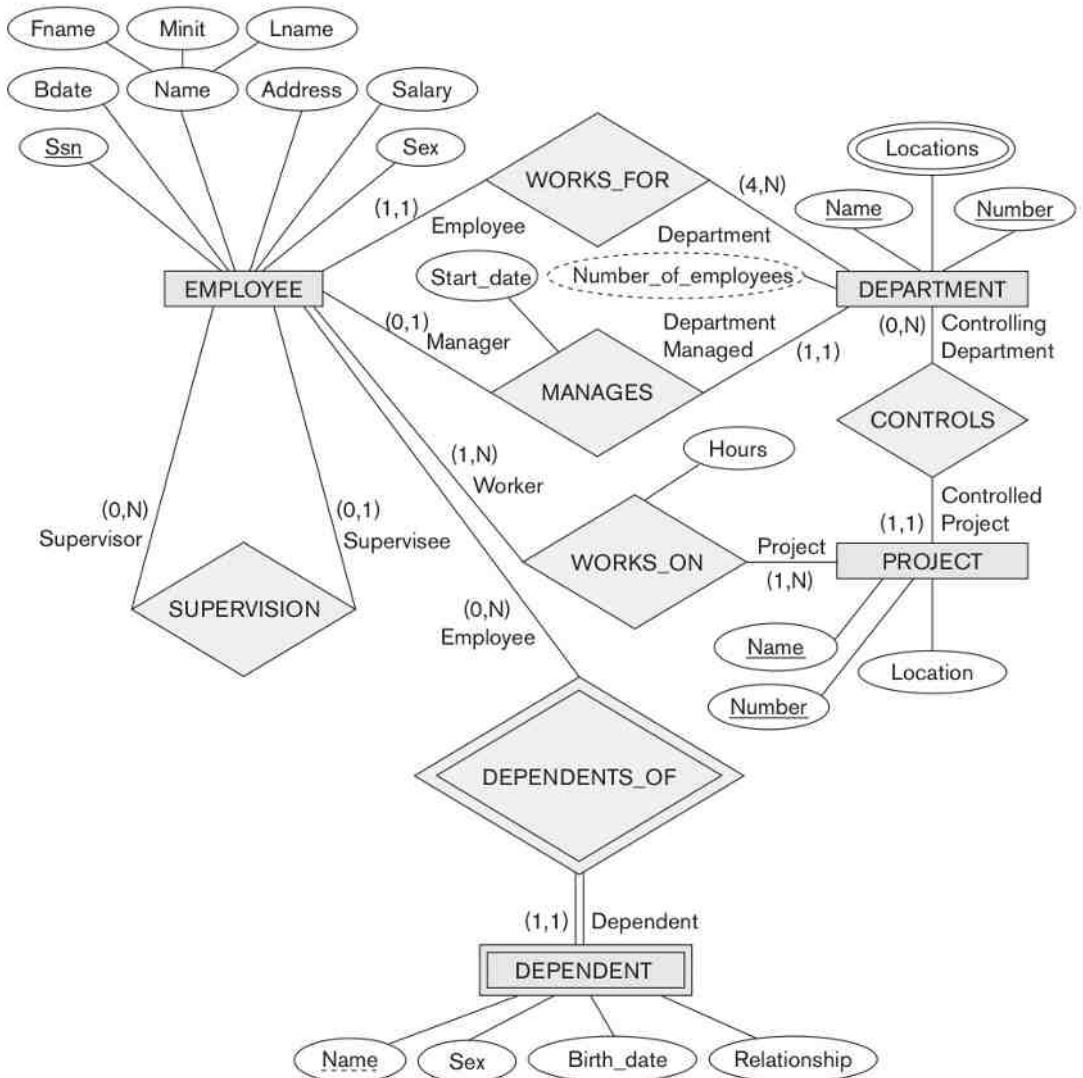 Fname Minit Lname
Bdate Name Address Salary
Ssn Sex
WORKS_FOR
Locations
(1,1)
Employee
(4,N)
Department
Name Number
EMPLOYEE
Start_date
Number_of_employees
DEPARTMENT
(0,1)
Manager
Department
Managed
(1,1)
(0,N)
Controlling
Department
MANAGES
CONTROLS
Hours
(1,N)
Worker
(0,N)
Supervisor
(0,1)
Supervisee
Controlled
Project
(1,1)
Project
(1,N)
WORKS_ON
PROJECT
SUPERVISION
(0,N)
Employee
Name
Location
Number
DEPENDENTS_OF
(1,1)
Dependent
DEPENDENT
Name Sex Birth_date Relationship